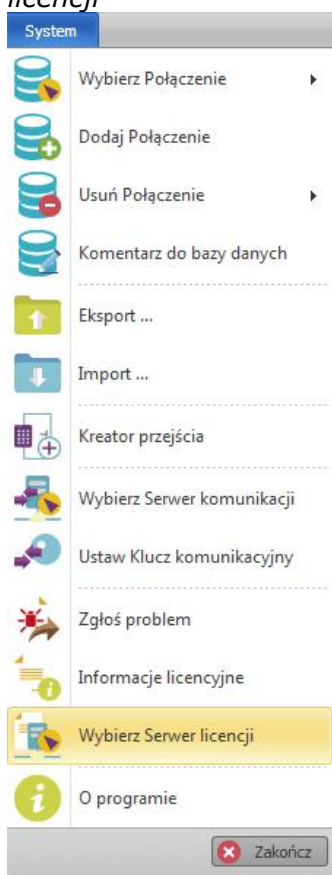 licencji
System
Wybierz Połączenie
Dodaj Połączenie
Usuń Połączenie
Komentarz do bazy danych
Eksport ...
Import ...
Kreator przejścia
Wybierz Serwer komunikacji
Ustaw Klucz komunikacyjny
Zgłoś problem
Informacje licencyjne
Wybierz Serwer licencji
O programie
Zakończ